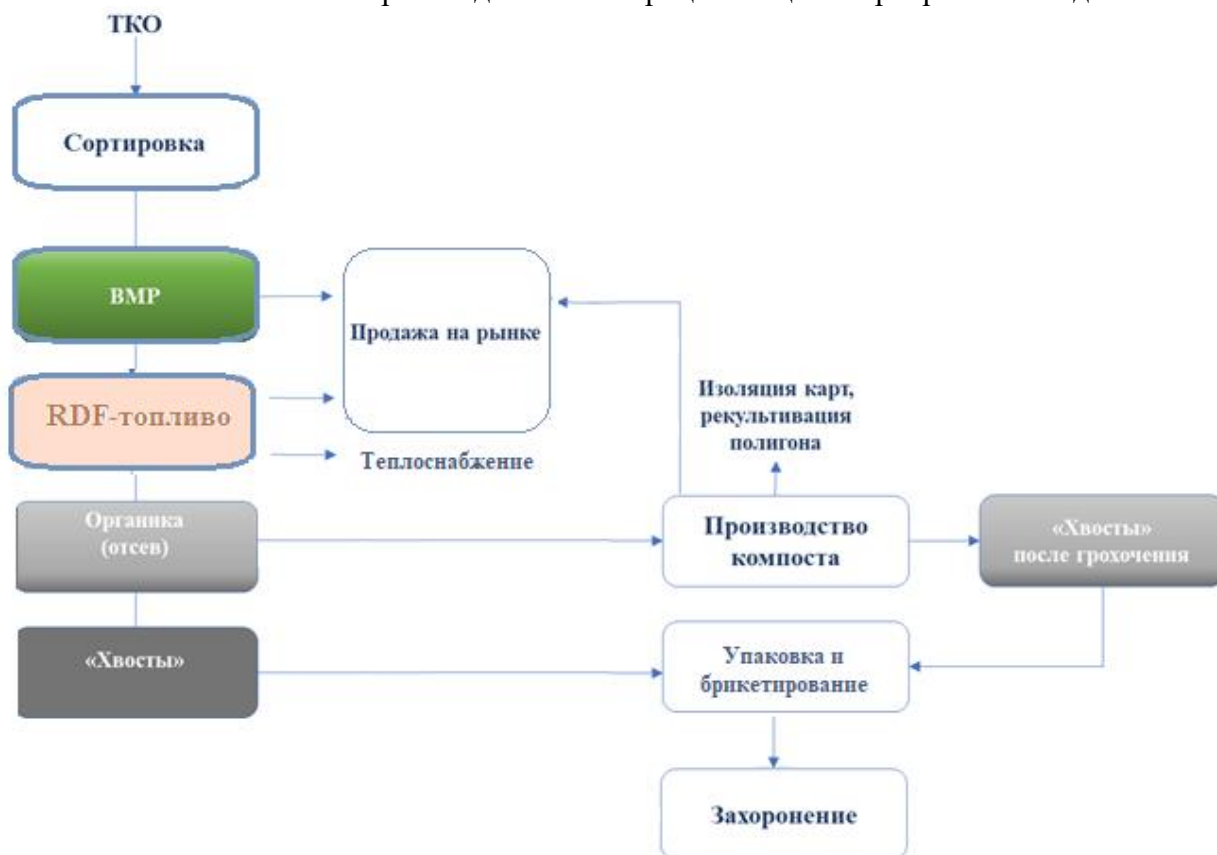 ТКО
Сортировка
ВМР
Продажа на рынке
RDF-топливо
Теплоснабжение
Изоляция карт,
рекультивация
полигона
Органика
(отсев)
Производство
компоста
«Хвосты»
после грохочения
«Хвосты»
Упаковка и
брикетирование
Захоронение